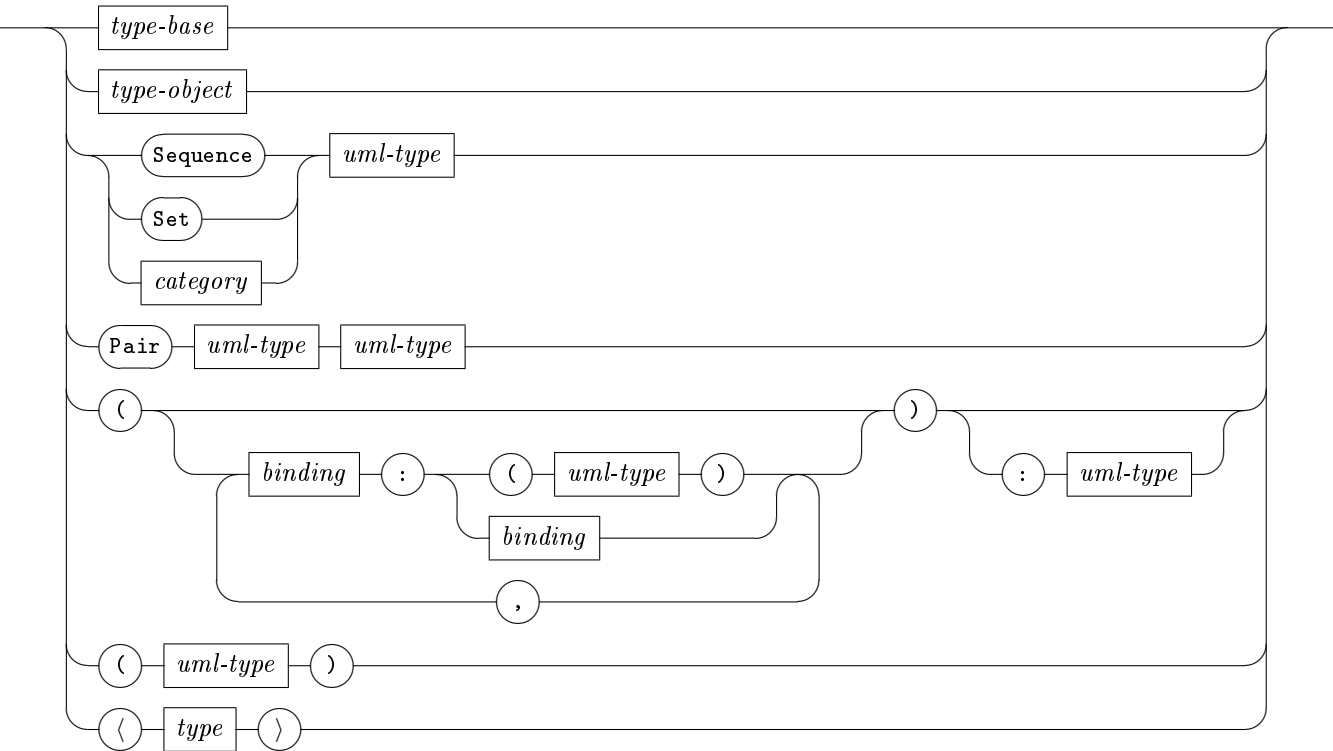 type-base
type-object
Sequence uml-type
Set
category
Pair uml-type uml-type
( )
binding : ( uml-type ) : uml-type
binding
,
( uml-type )
⟨ type ⟩